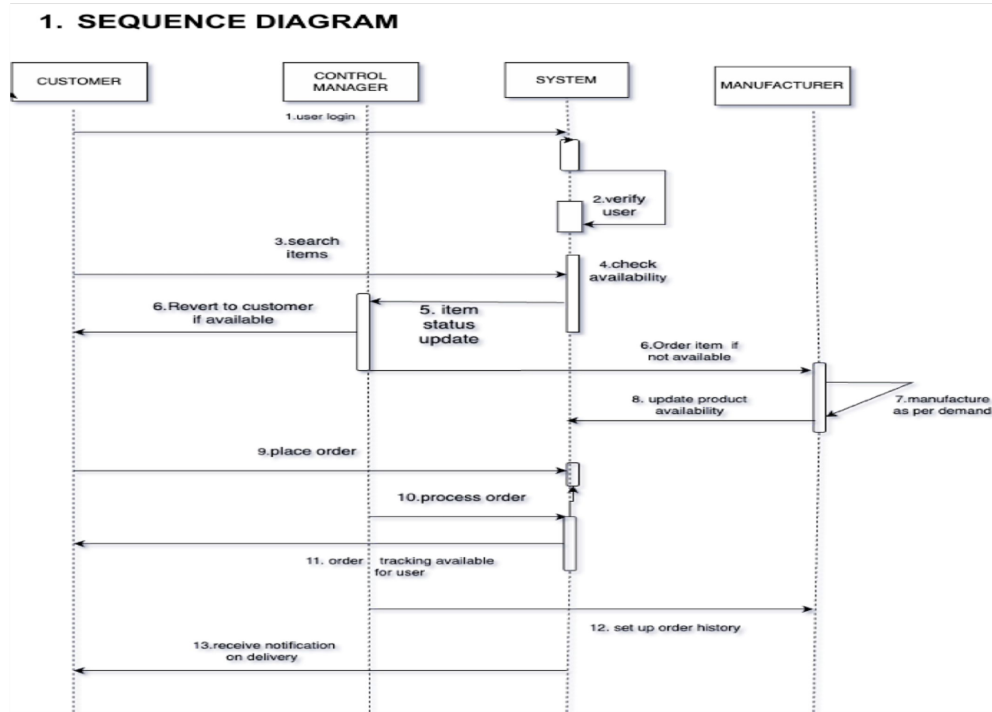 1. SEQUENCE DIAGRAM
CUSTOMER
CONTROL
MANAGER
SYSTEM
MANUFACTURER
1.user login
2.verify
user
3.search
items
4.check
availability
5. item
status
update
6.Revert to customer
if available
6.Order item if
not available
7.manufacture
as per demand
8. update product
availability
9.place order
10.process order
11. order tracking available
for user
12. set up order history
13.receive notification
on delivery